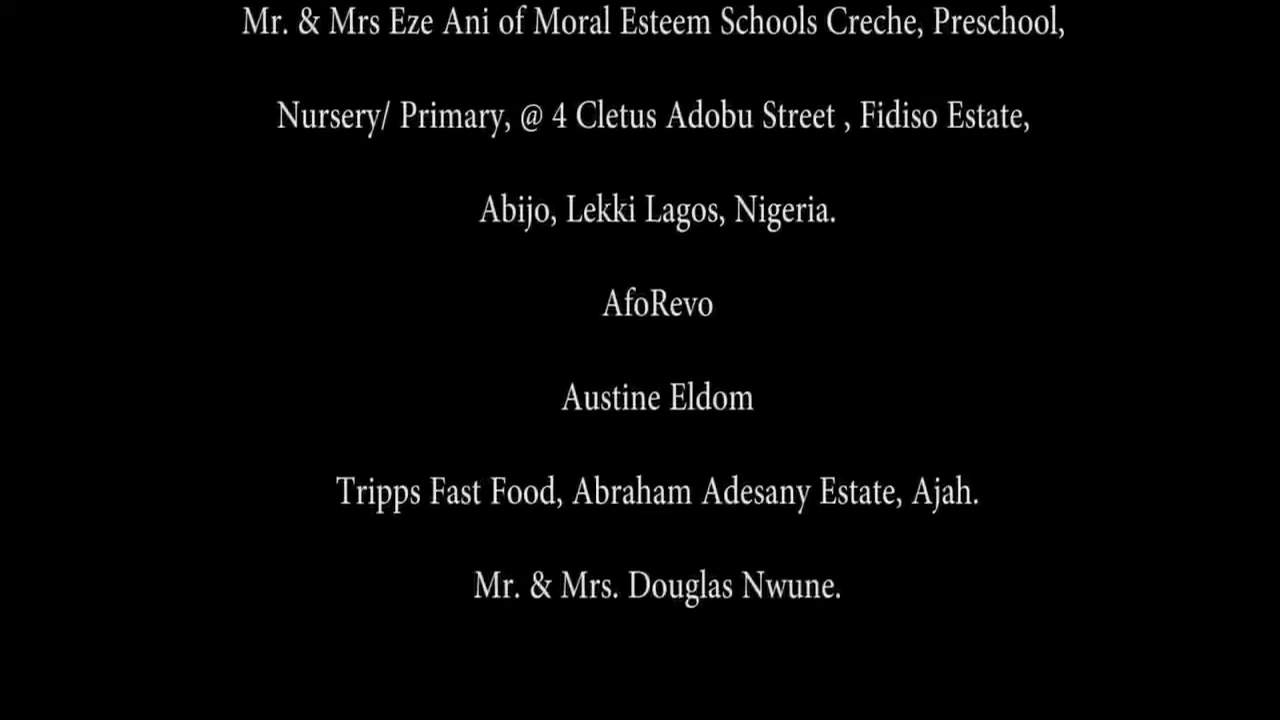 Mr. & Mrs Eze Ani of Moral Esteem Schools Creche, Preschool,
Nursery/ Primary, @ 4 Cletus Adobu Street , Fidiso Estate,
Abijo, Lekki Lagos, Nigeria.
AfoRevo
Austine Eldom
Tripps Fast Food, Abraham Adesany Estate, Ajah.
Mr. & Mrs. Douglas Nwune.